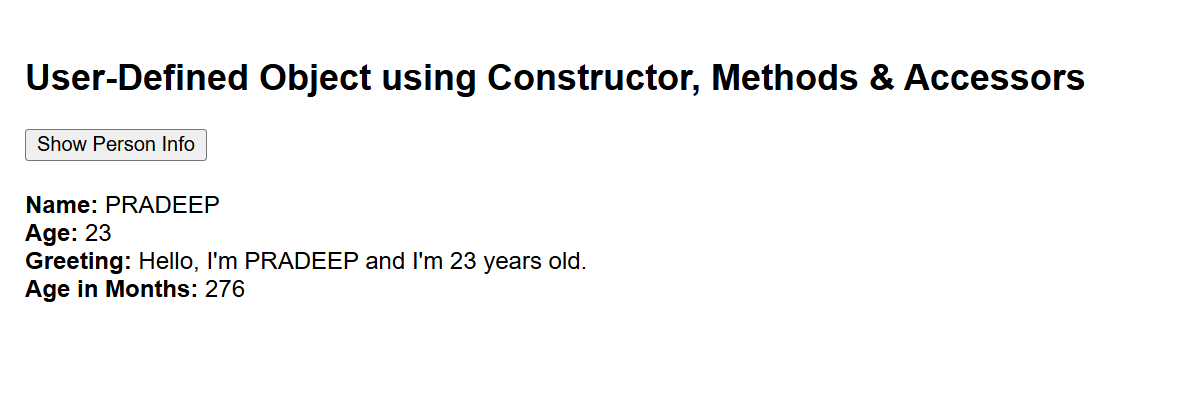 User-Defined Object using Constructor, Methods & Accessors
Show Person Info
Name: PRADEEP
Age: 23
Greeting: Hello, I'm PRADEEP and I'm 23 years old.
Age in Months: 276